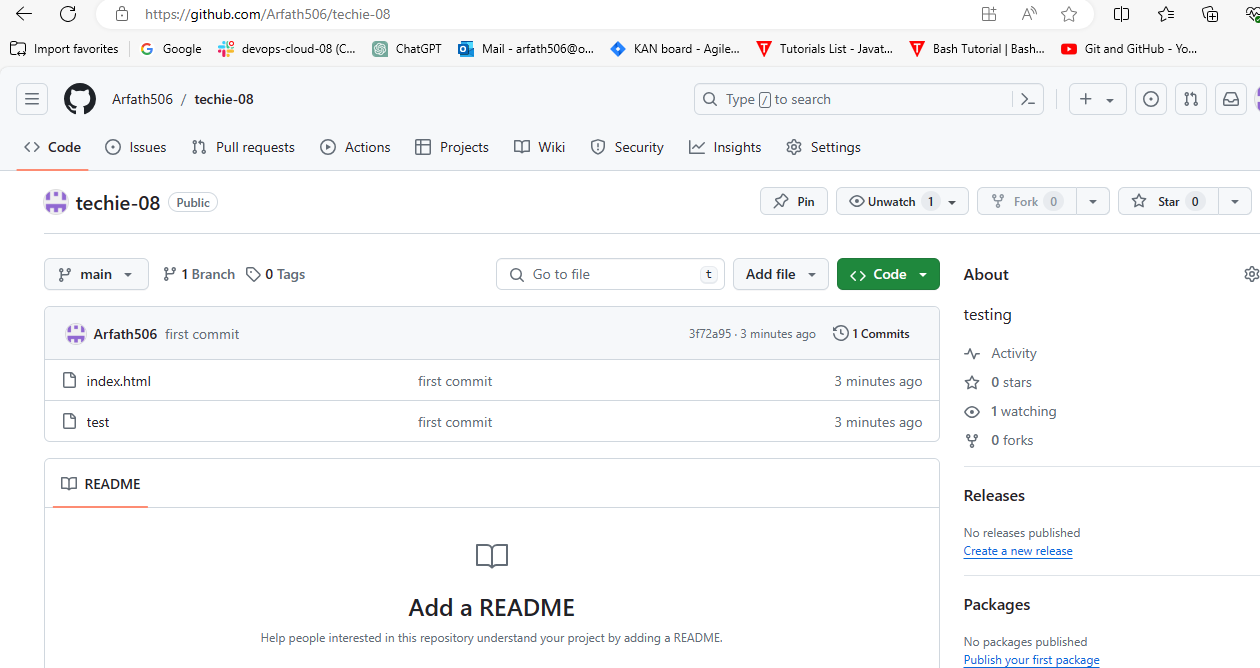 https://github.com/Arfath506/techie-08
Import favorites Google devops-cloud-08 (C... ChatGPT Mail - arfath506@o... KAN board - Agile... Tutorials List - Javat... Bash Tutorial | Bash... Git and GitHub - Yo...
Arfath506 / techie-08 Type / to search
Code Issues Pull requests Actions Projects Wiki Security Insights Settings
techie-08 Public Pin Unwatch 1 Fork 0 Star 0
main 1 Branch 0 Tags Go to file t Add file Code
Arfath506 first commit 3f72a95 · 3 minutes ago 1 Commits
index.html first commit 3 minutes ago
test first commit 3 minutes ago
README
Add a README
Help people interested in this repository understand your project by adding a README.
About
testing
Activity
0 stars
1 watching
0 forks
Releases
No releases published
Create a new release
Packages
No packages published
Publish your first package